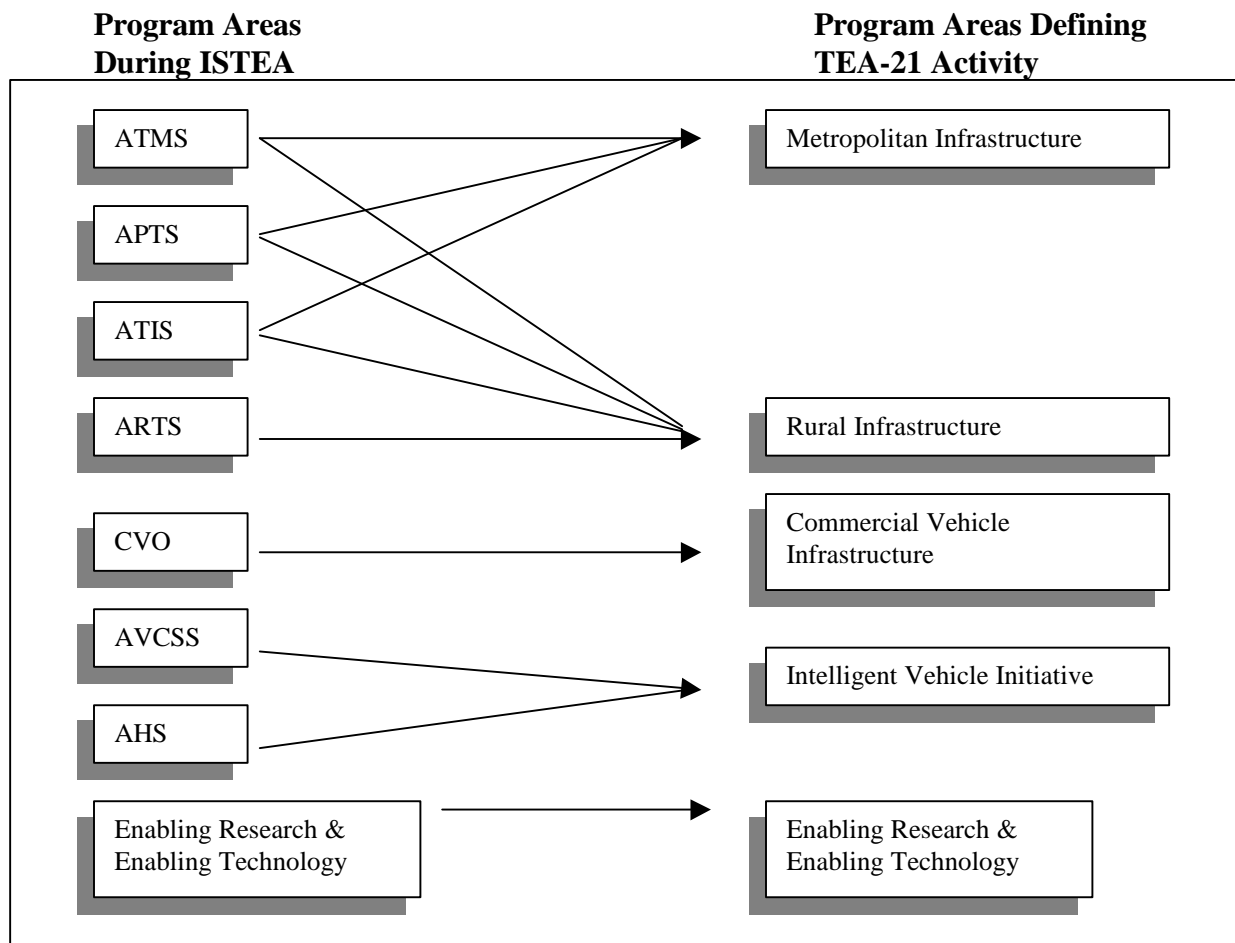 Program Areas
During ISTEA
Program Areas Defining
TEA-21 Activity
ATMS
Metropolitan Infrastructure
APTS
ATIS
ARTS
Rural Infrastructure
CVO
Commercial Vehicle
Infrastructure
AVCSS
Intelligent Vehicle Initiative
AHS
Enabling Research &
Enabling Technology
Enabling Research &
Enabling Technology